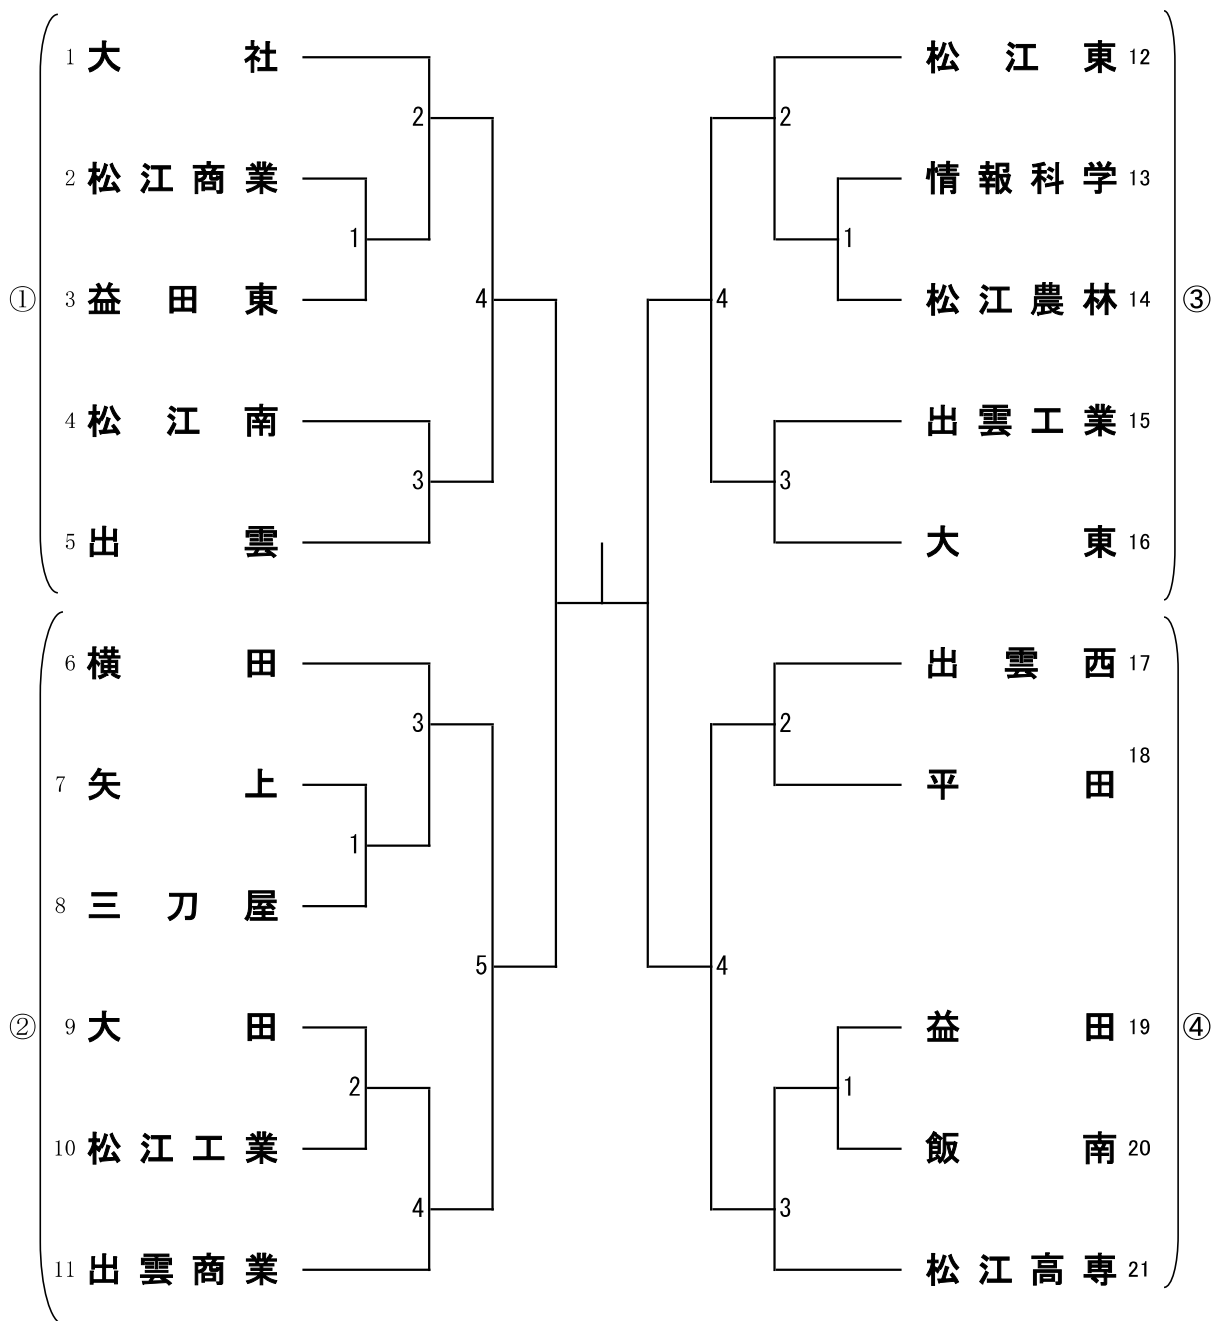 1 大社
2 松江商業
3 益田東
4 松江南
5 出雲
①
2
1
4
3
6 横田
7 矢上
8 三刀屋
9 大田
10 松江工業
11 出雲商業
②
3
1
5
2
4
松江東 12
情報科学 13
松江農林 14
出雲工業 15
大東 16
③
2
1
4
3
出雲西 17
平田 18
益田 19
飯南 20
松江高専 21
④
2
4
1
3